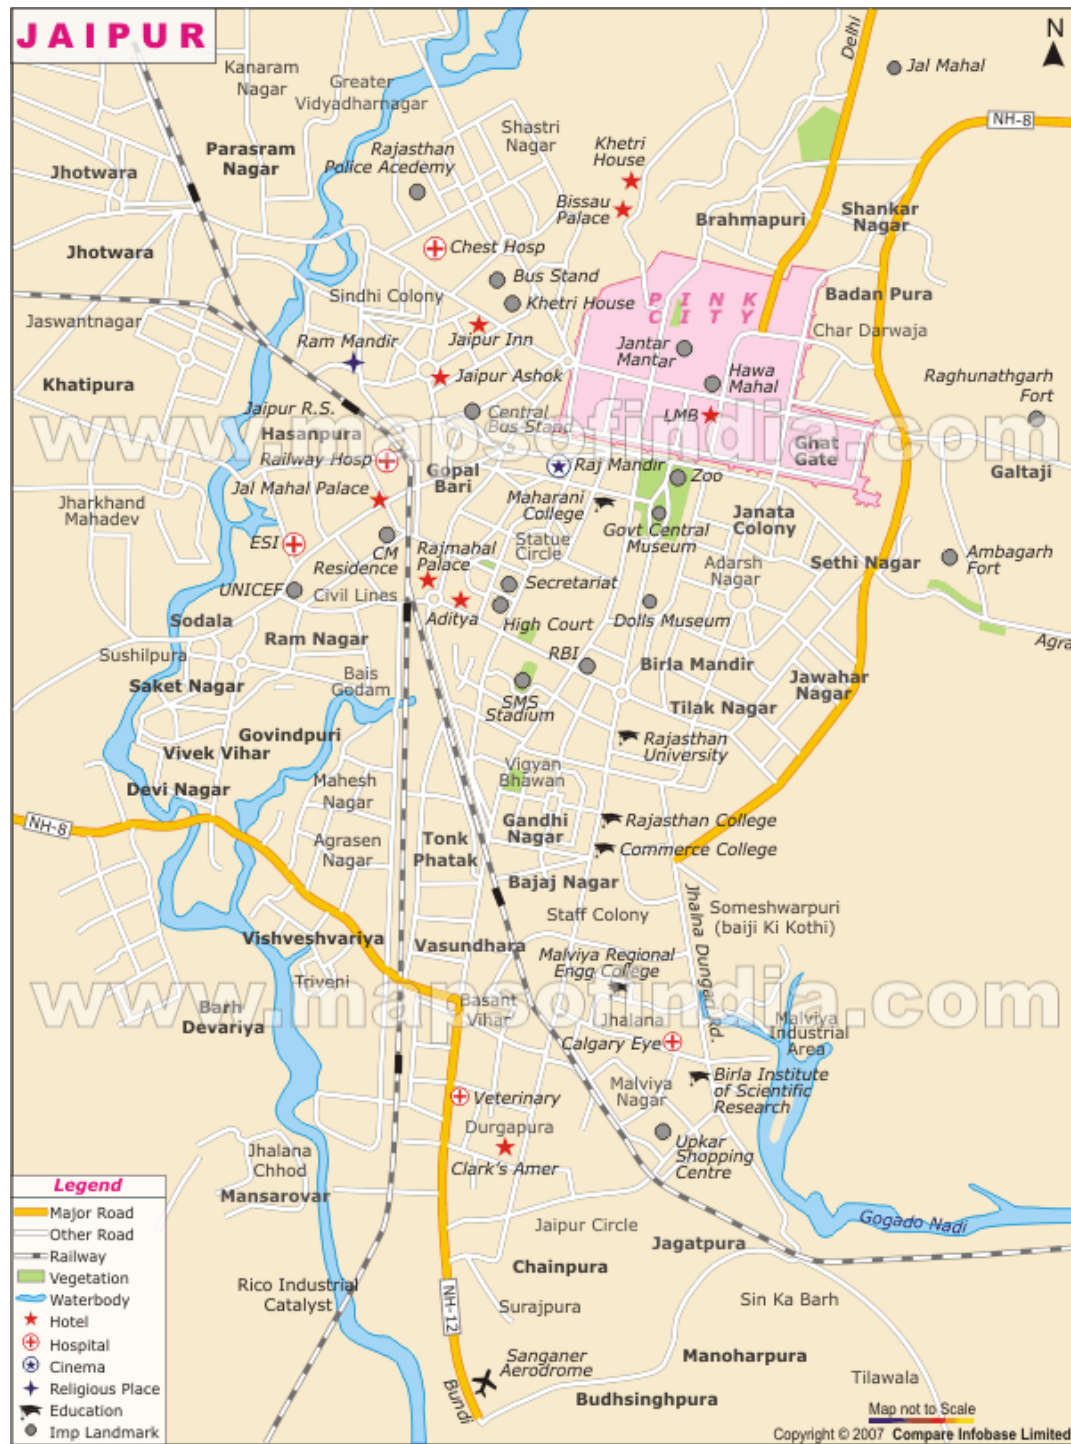 JAIPUR
N
Delhi
Jal Mahal
NH-8
Kanaram
Nagar
Greater
Vidyadharnagar
Shastri
Nagar
Khetri
House
Parasram
Nagar
Rajasthan
Police Acedemy
Jhotwara
Bissau
Palace
Brahmapuri
Shankar
Nagar
Jhotwara
Chest Hosp
Bus Stand
Sindhi Colony
Khetri House
PINK
CITY
Badan Pura
Jaswantnagar
Ram Mandir
Jaipur Inn
Jantar
Mantar
Char Darwaja
Khatipura
Jaipur Ashok
Hawa
Mahal
Raghunathgarh
Fort
Jaipur R.S.
Central
Bus Stand
LMB
www.mapsofindia.com
Hasanpura
Ghat
Gate
Railway Hosp
Gopal
Bari
Raj Mandir
Zoo
Galtaji
Jal Mahal Palace
Maharani
College
Jharkhand
Mahadev
Govt Central
Museum
Janata
Colony
ESI
CM
Residence
Rajmahal
Palace
Statue
Circle
Adarsh
Nagar
Sethi Nagar
Ambagarh
Fort
UNICEF
Civil Lines
Secretariat
Sodala
Aditya
High Court
Dolls Museum
Ram Nagar
Agra
Sushilpura
Bais
Godam
RBI
Birla Mandir
Saket Nagar
SMS
Stadium
Jawahar
Nagar
Tilak Nagar
Govindpuri
Vivek Vihar
Rajasthan
University
Devi Nagar
Mahesh
Nagar
Vigyan
Bhawan
NH-8
Agrasen
Nagar
Tonk
Phatak
Gandhi
Nagar
Rajasthan College
Commerce College
Bajaj Nagar
Jhalna Dungari Rd.
Staff Colony
Someshwarpuri
(baiji Ki Kothi)
Vishveshvariya
Vasundhara
Malviya Regional
Engg College
Triveni
www.mapsofindia.com
Barh
Devariya
Basant
Vihar
Jhalana
Malviya
Industrial
Area
Calgary Eye
Veterinary
Malviya
Nagar
Birla Institute
of Scientific
Research
Durgapura
Upkar
Shopping
Centre
Jhalana
Chhod
Clark's Amer
Mansarovar
Jaipur Circle
Gogado Nadi
Jagatpura
Chainpura
Rico Industrial
Catalyst
Surajpura
Sin Ka Barh
NH-12
Sanganer
Aerodrome
Manoharpura
Bundi
Budhsinghpura
Tilawala
Legend
Major Road
Other Road
Railway
Vegetation
Waterbody
Hotel
Hospital
Cinema
Religious Place
Education
Imp Landmark
Map not to Scale
Copyright © 2007 Compare Infobase Limited